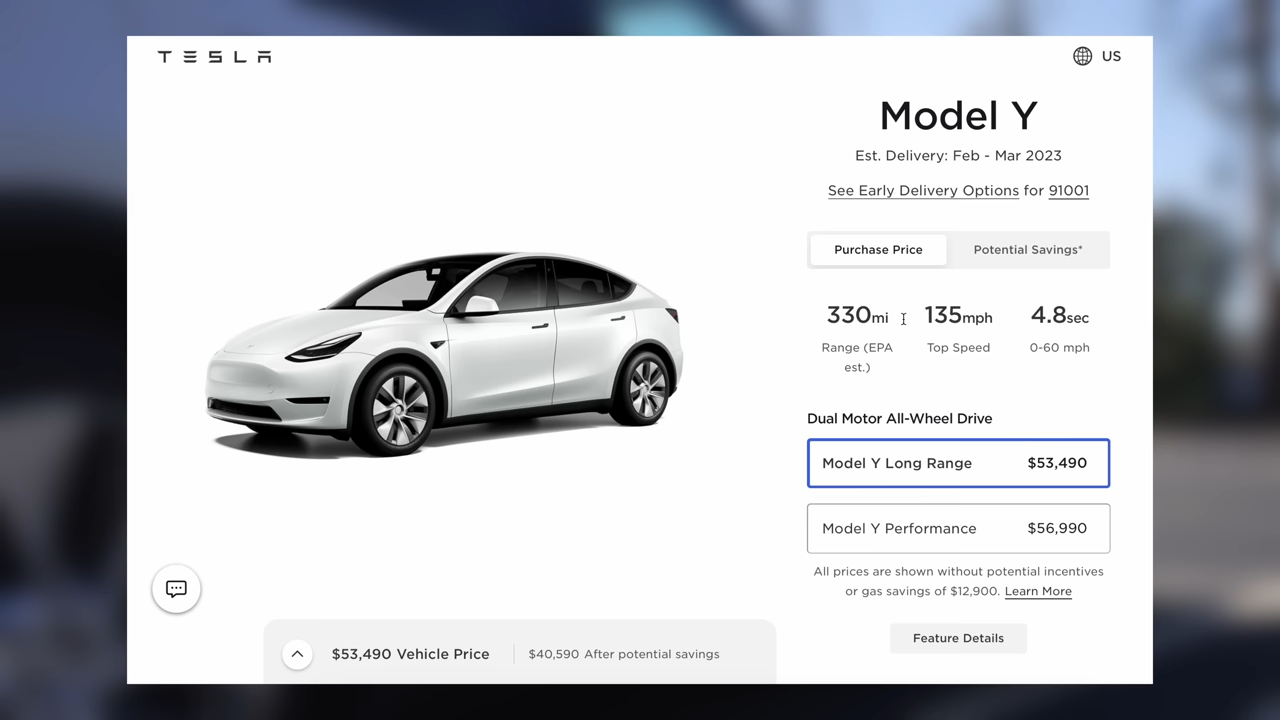 TESLA
US
Model Y
Est. Delivery: Feb - Mar 2023
See Early Delivery Options for 91001
Purchase Price
Potential Savings*
330mi
135mph
4.8sec
Range (EPA
est.)
Top Speed
0-60 mph
Dual Motor All-Wheel Drive
Model Y Long Range $53,490
Model Y Performance $56,990
All prices are shown without potential incentives
or gas savings of $12,900. Learn More
Feature Details
$53,490 Vehicle Price
$40,590 After potential savings